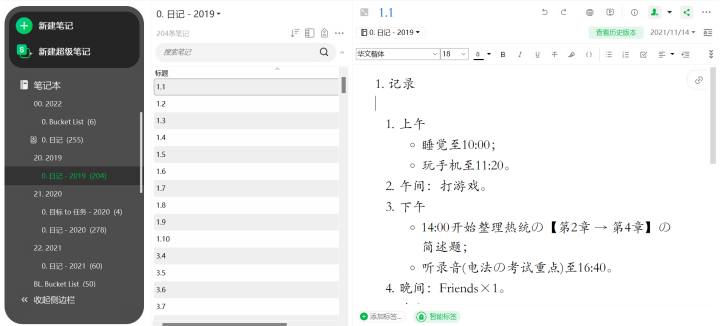 新建笔记
新建超级笔记
笔记本
00. 2022
0. Bucket List (6)
0. 日记 (255)
20. 2019
0. 日记 - 2019 (204)
21. 2020
0. 目标 to 任务 - 2020 (4)
0. 日记 - 2020 (278)
22. 2021
0. 日记 - 2021 (60)
BL. Bucket List (50)
收起侧边栏
0. 日记 - 2019
204条笔记
搜索笔记
标题
1.1
1.2
1.3
1.4
1.5
1.6
1.7
1.8
1.9
1.10
3.4
3.5
3.6
3.7
1.1
0. 日记 - 2019
查看历史版本
2021/11/14
华文楷体
18
a
B
I
U
S
1. 记录
1. 上午
睡觉至10:00；
玩手机至11:20。
2. 午间：打游戏。
3. 下午
14:00开始整理热统の【第2章 → 第4章】の
简述题；
听录音(电法の考试重点)至16:40。
4. 晚间：Friends×1。
添加标签...
智能标签